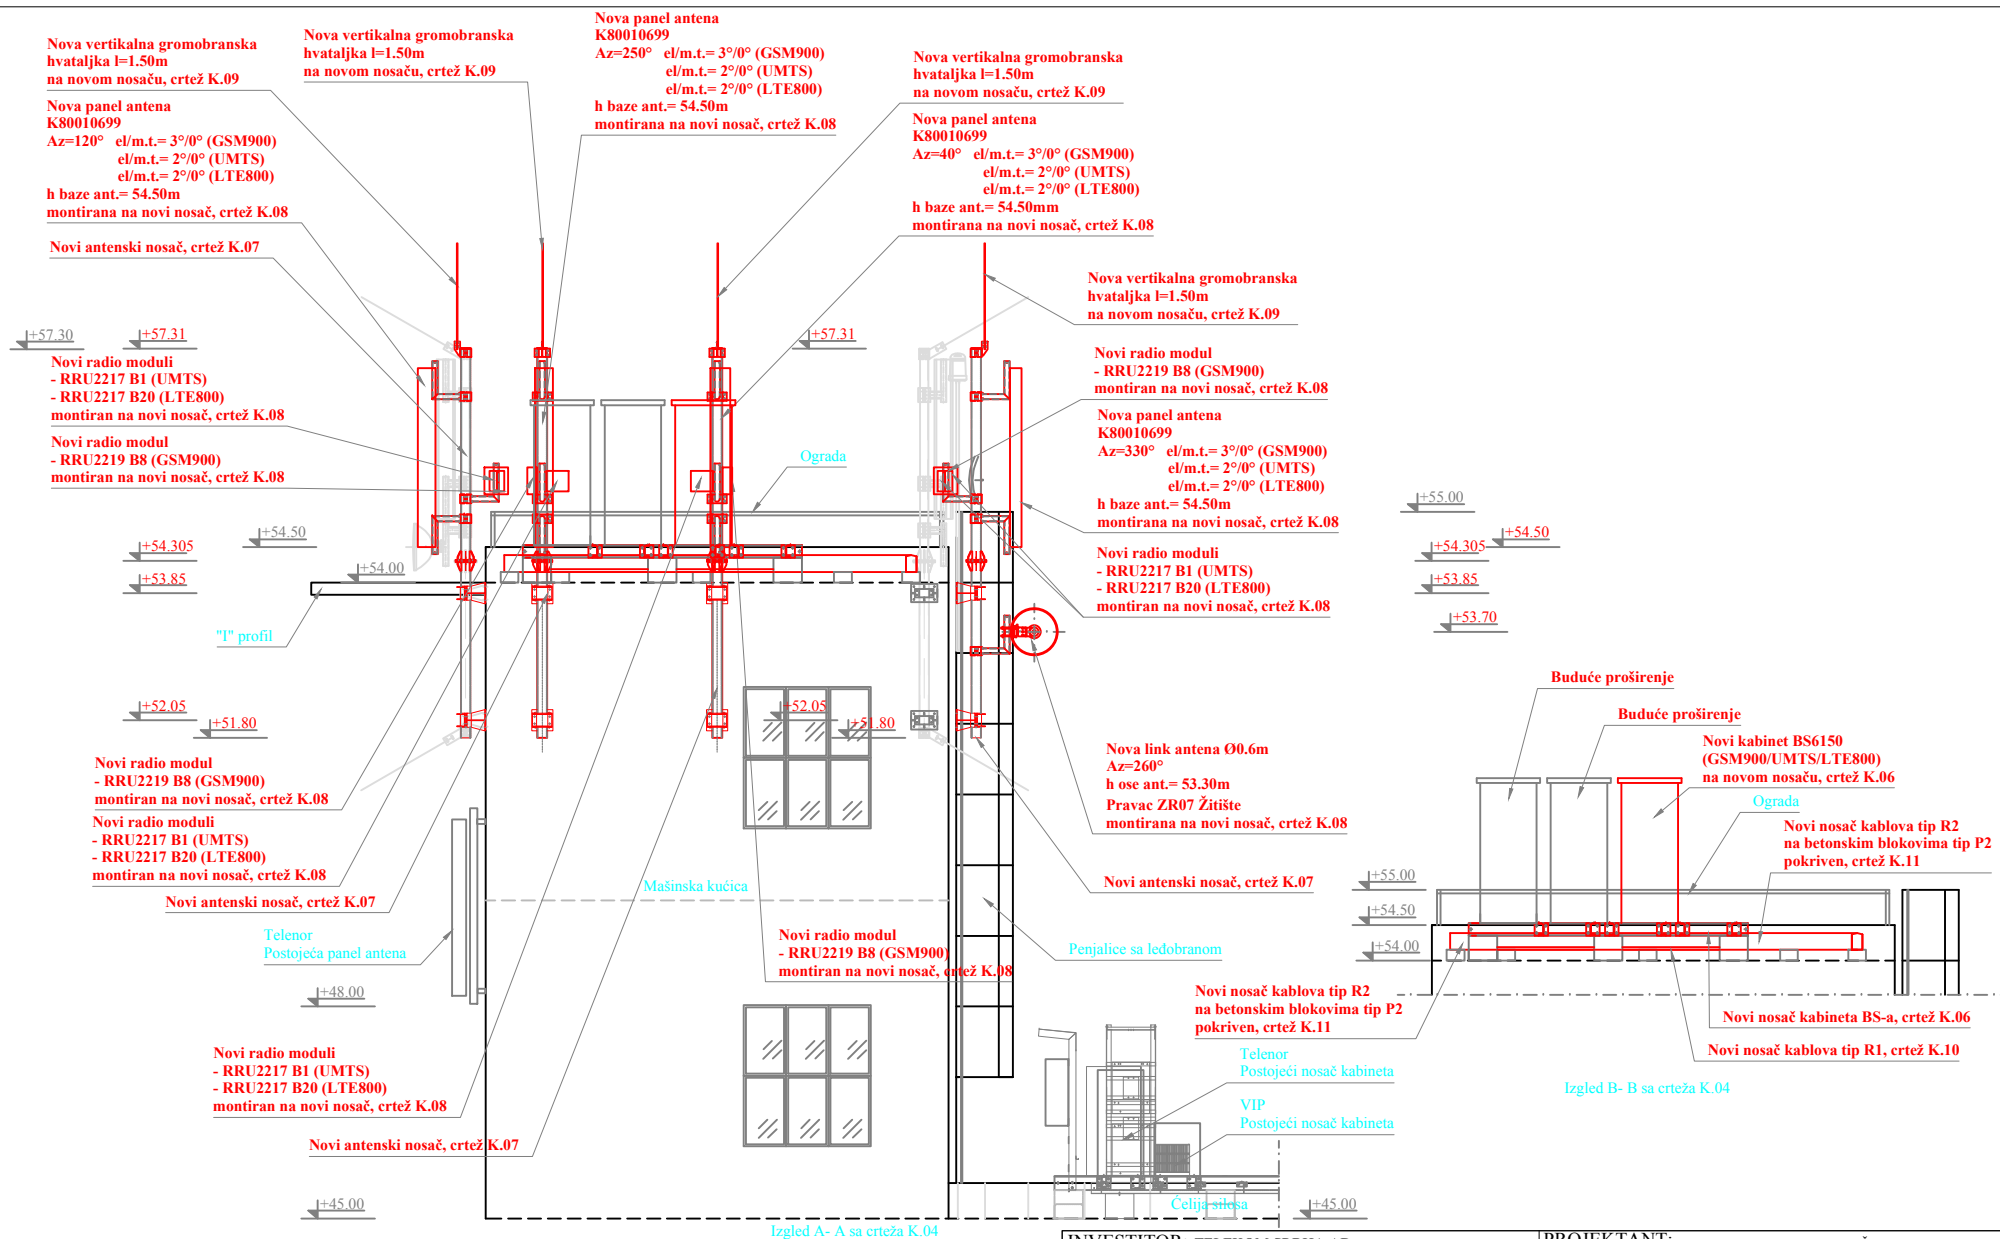 Nova vertikalna gromobranska
hvataljka l=1.50m
na novom nosaču, crtež K.09
Nova panel antena
K80010699
Az=120° el/m.t.= 3°/0° (GSM900)
el/m.t.= 2°/0° (UMTS)
el/m.t.= 2°/0° (LTE800)
h baze ant.= 54.50m
montirana na novi nosač, crtež K.08
Novi antenski nosač, crtež K.07
Nova vertikalna gromobranska
hvataljka l=1.50m
na novom nosaču, crtež K.09
Nova panel antena
K80010699
Az=250° el/m.t.= 3°/0° (GSM900)
el/m.t.= 2°/0° (UMTS)
el/m.t.= 2°/0° (LTE800)
h baze ant.= 54.50m
montirana na novi nosač, crtež K.08
Nova vertikalna gromobranska
hvataljka l=1.50m
na novom nosaču, crtež K.09
Nova panel antena
K80010699
Az=40° el/m.t.= 3°/0° (GSM900)
el/m.t.= 2°/0° (UMTS)
el/m.t.= 2°/0° (LTE800)
h baze ant.= 54.50mm
montirana na novi nosač, crtež K.08
Nova vertikalna gromobranska
hvataljka l=1.50m
na novom nosaču, crtež K.09
+57.30
+57.31
+57.31
Novi radio moduli
- RRU2217 B1 (UMTS)
- RRU2217 B20 (LTE800)
montiran na novi nosač, crtež K.08
Novi radio modul
- RRU2219 B8 (GSM900)
montiran na novi nosač, crtež K.08
Novi radio modul
- RRU2219 B8 (GSM900)
montiran na novi nosač, crtež K.08
Nova panel antena
K80010699
Az=330° el/m.t.= 3°/0° (GSM900)
el/m.t.= 2°/0° (UMTS)
el/m.t.= 2°/0° (LTE800)
h baze ant.= 54.50m
montirana na novi nosač, crtež K.08
Novi radio moduli
- RRU2217 B1 (UMTS)
- RRU2217 B20 (LTE800)
montiran na novi nosač, crtež K.08
Ograda
+54.305
+54.50
+53.85
+54.00
"I" profil
+55.00
+54.305
+54.50
+53.85
+53.70
+52.05
+51.80
+52.05
+51.80
Novi radio modul
- RRU2219 B8 (GSM900)
montiran na novi nosač, crtež K.08
Novi radio moduli
- RRU2217 B1 (UMTS)
- RRU2217 B20 (LTE800)
montiran na novi nosač, crtež K.08
Novi antenski nosač, crtež K.07
Telenor
Postojeća panel antena
+48.00
Mašinska kućica
Novi radio modul
- RRU2219 B8 (GSM900)
montiran na novi nosač, crtež K.08
Nova link antena Ø0.6m
Az=260°
h ose ant.= 53.30m
Pravac ZR07 Žitište
montirana na novi nosač, crtež K.08
Novi antenski nosač, crtež K.07
Penjalice sa leđobranom
Novi radio moduli
- RRU2217 B1 (UMTS)
- RRU2217 B20 (LTE800)
montiran na novi nosač, crtež K.08
Novi antenski nosač, crtež K.07
+45.00
Izgled A- A sa crteža K.04
Telenor
Postojeći nosač kabineta
VIP
Postojeći nosač kabineta
Ćelija silosa
+45.00
Buduće proširenje
Buduće proširenje
Novi kabinet BS6150
(GSM900/UMTS/LTE800)
na novom nosaču, crtež K.06
Ograda
Novi nosač kablova tip R2
na betonskim blokovima tip P2
pokriven, crtež K.11
+55.00
+54.50
+54.00
Novi nosač kablova tip R2
na betonskim blokovima tip P2
pokriven, crtež K.11
Novi nosač kabineta BS-a, crtež K.06
Novi nosač kablova tip R1, crtež K.10
Izgled B- B sa crteža K.04
INVESTITOR:
PROJEKTANT: